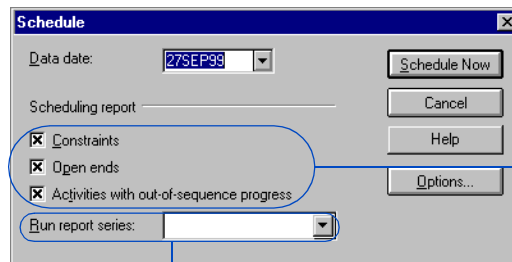 Schedule
Data date: 27SEP99
Schedule Now
Scheduling report
Cancel
Constraints
Help
Open ends
Options...
Activities with out-of-sequence progress
Run report series: